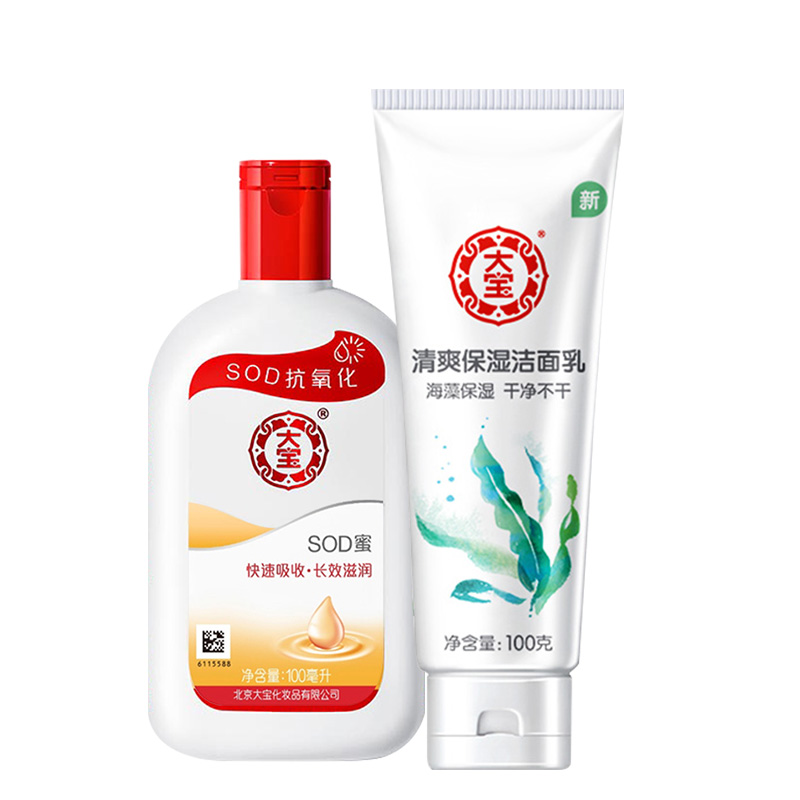 SOD抗氧化
大宝
®
SOD蜜
快速吸收·长效滋润
6115588
净含量:100毫升
北京大宝化妆品有限公司
新
大宝
®
清爽保湿洁面乳
海藻保湿 干净不干
净含量:100克